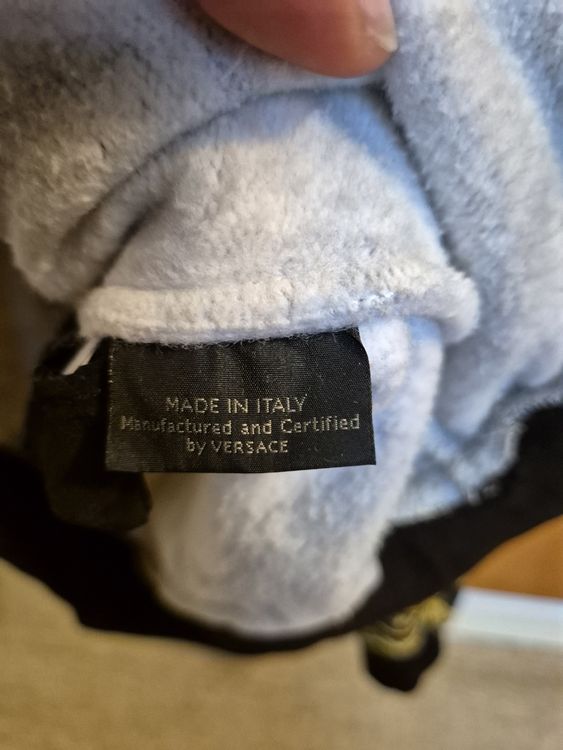 MADE IN ITALY
Manufactured and Certified
by VERSACE